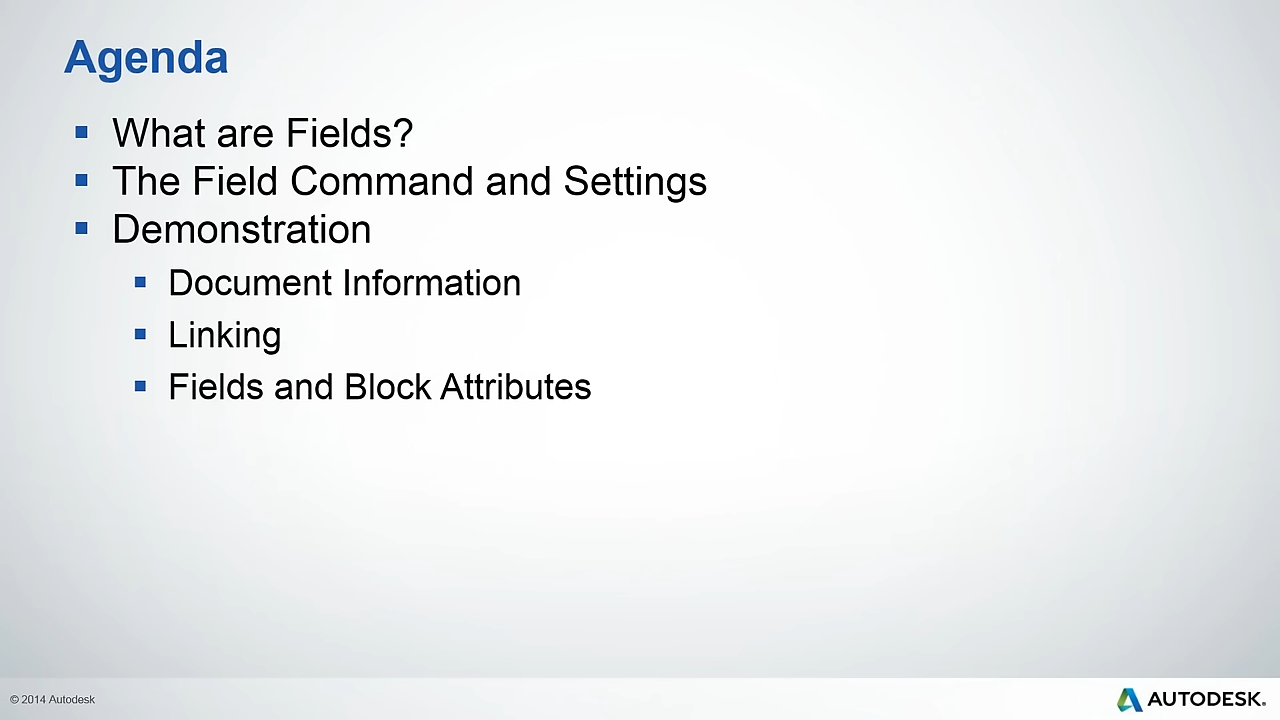 Agenda
▪ What are Fields?
▪ The Field Command and Settings
▪ Demonstration
▪ Document Information
▪ Linking
▪ Fields and Block Attributes
© 2014 Autodesk
AUTODESK.